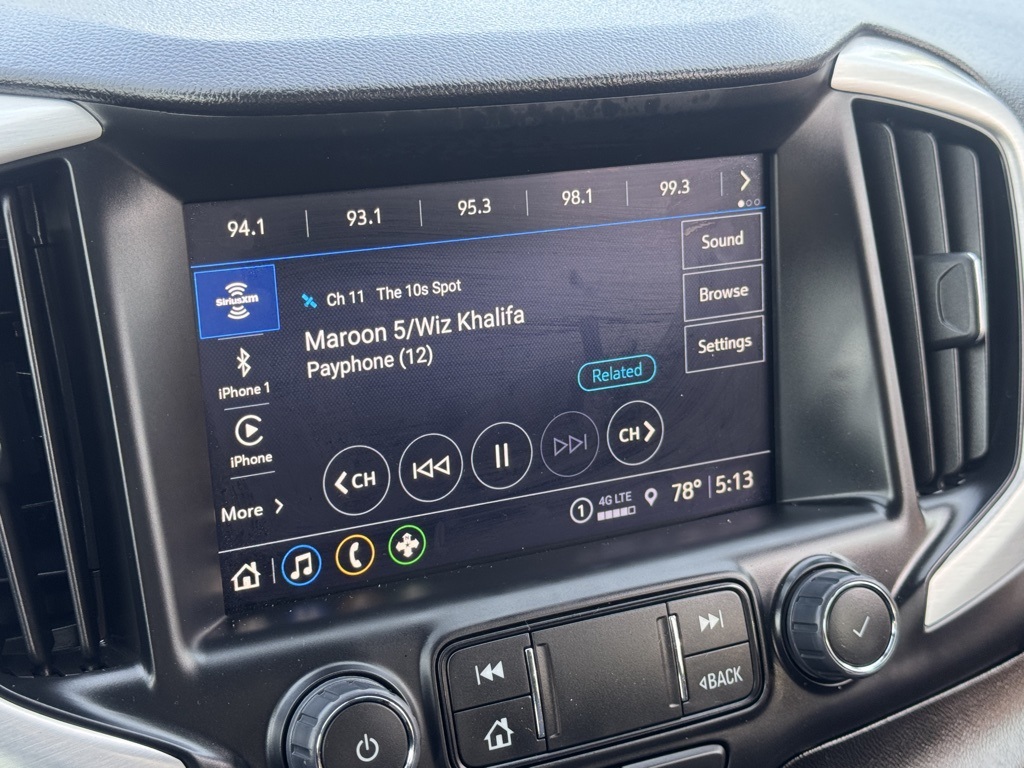 94.1 93.1 95.3 98.1 99.3
SiriusXM
Ch 11 The 10s Spot
Maroon 5/Wiz Khalifa
Payphone (12)
Related
Sound
Browse
Settings
iPhone 1
iPhone
More
CH
CH
1 4G LTE 78° 5:13
BACK